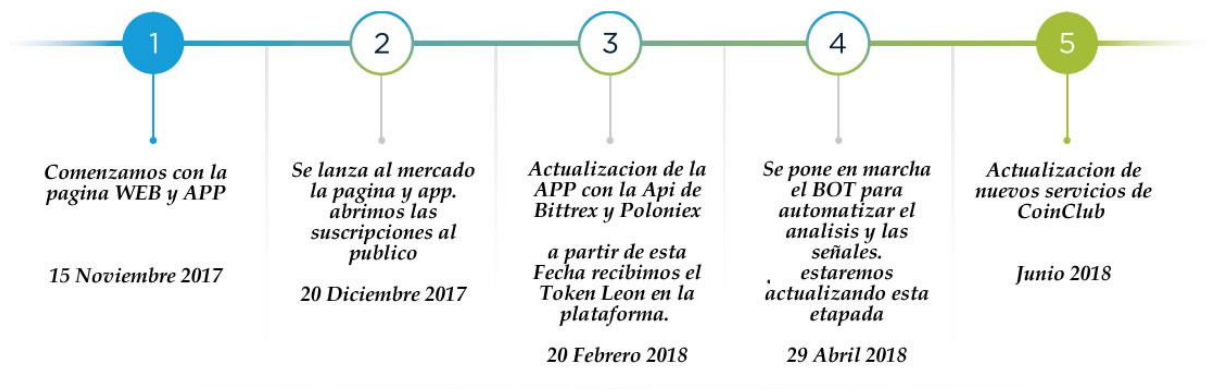 1
2
3
4
5
Comenzamos con la
pagina WEB y APP
15 Noviembre 2017
Se lanza al mercado
la pagina y app.
abrimos las
suscripciones al
publico
20 Diciembre 2017
Actualizacion de la
APP con la Api de
Bittrex y Poloniex
a partir de esta
Fecha recibimos el
Token Leon en la
plataforma.
20 Febrero 2018
Se pone en marcha
el BOT para
automatizar el
analisis y las
señales.
estaremos
actualizando esta
etapada
29 Abril 2018
Actualizacion de
nuevos servicios de
CoinClub
Junio 2018